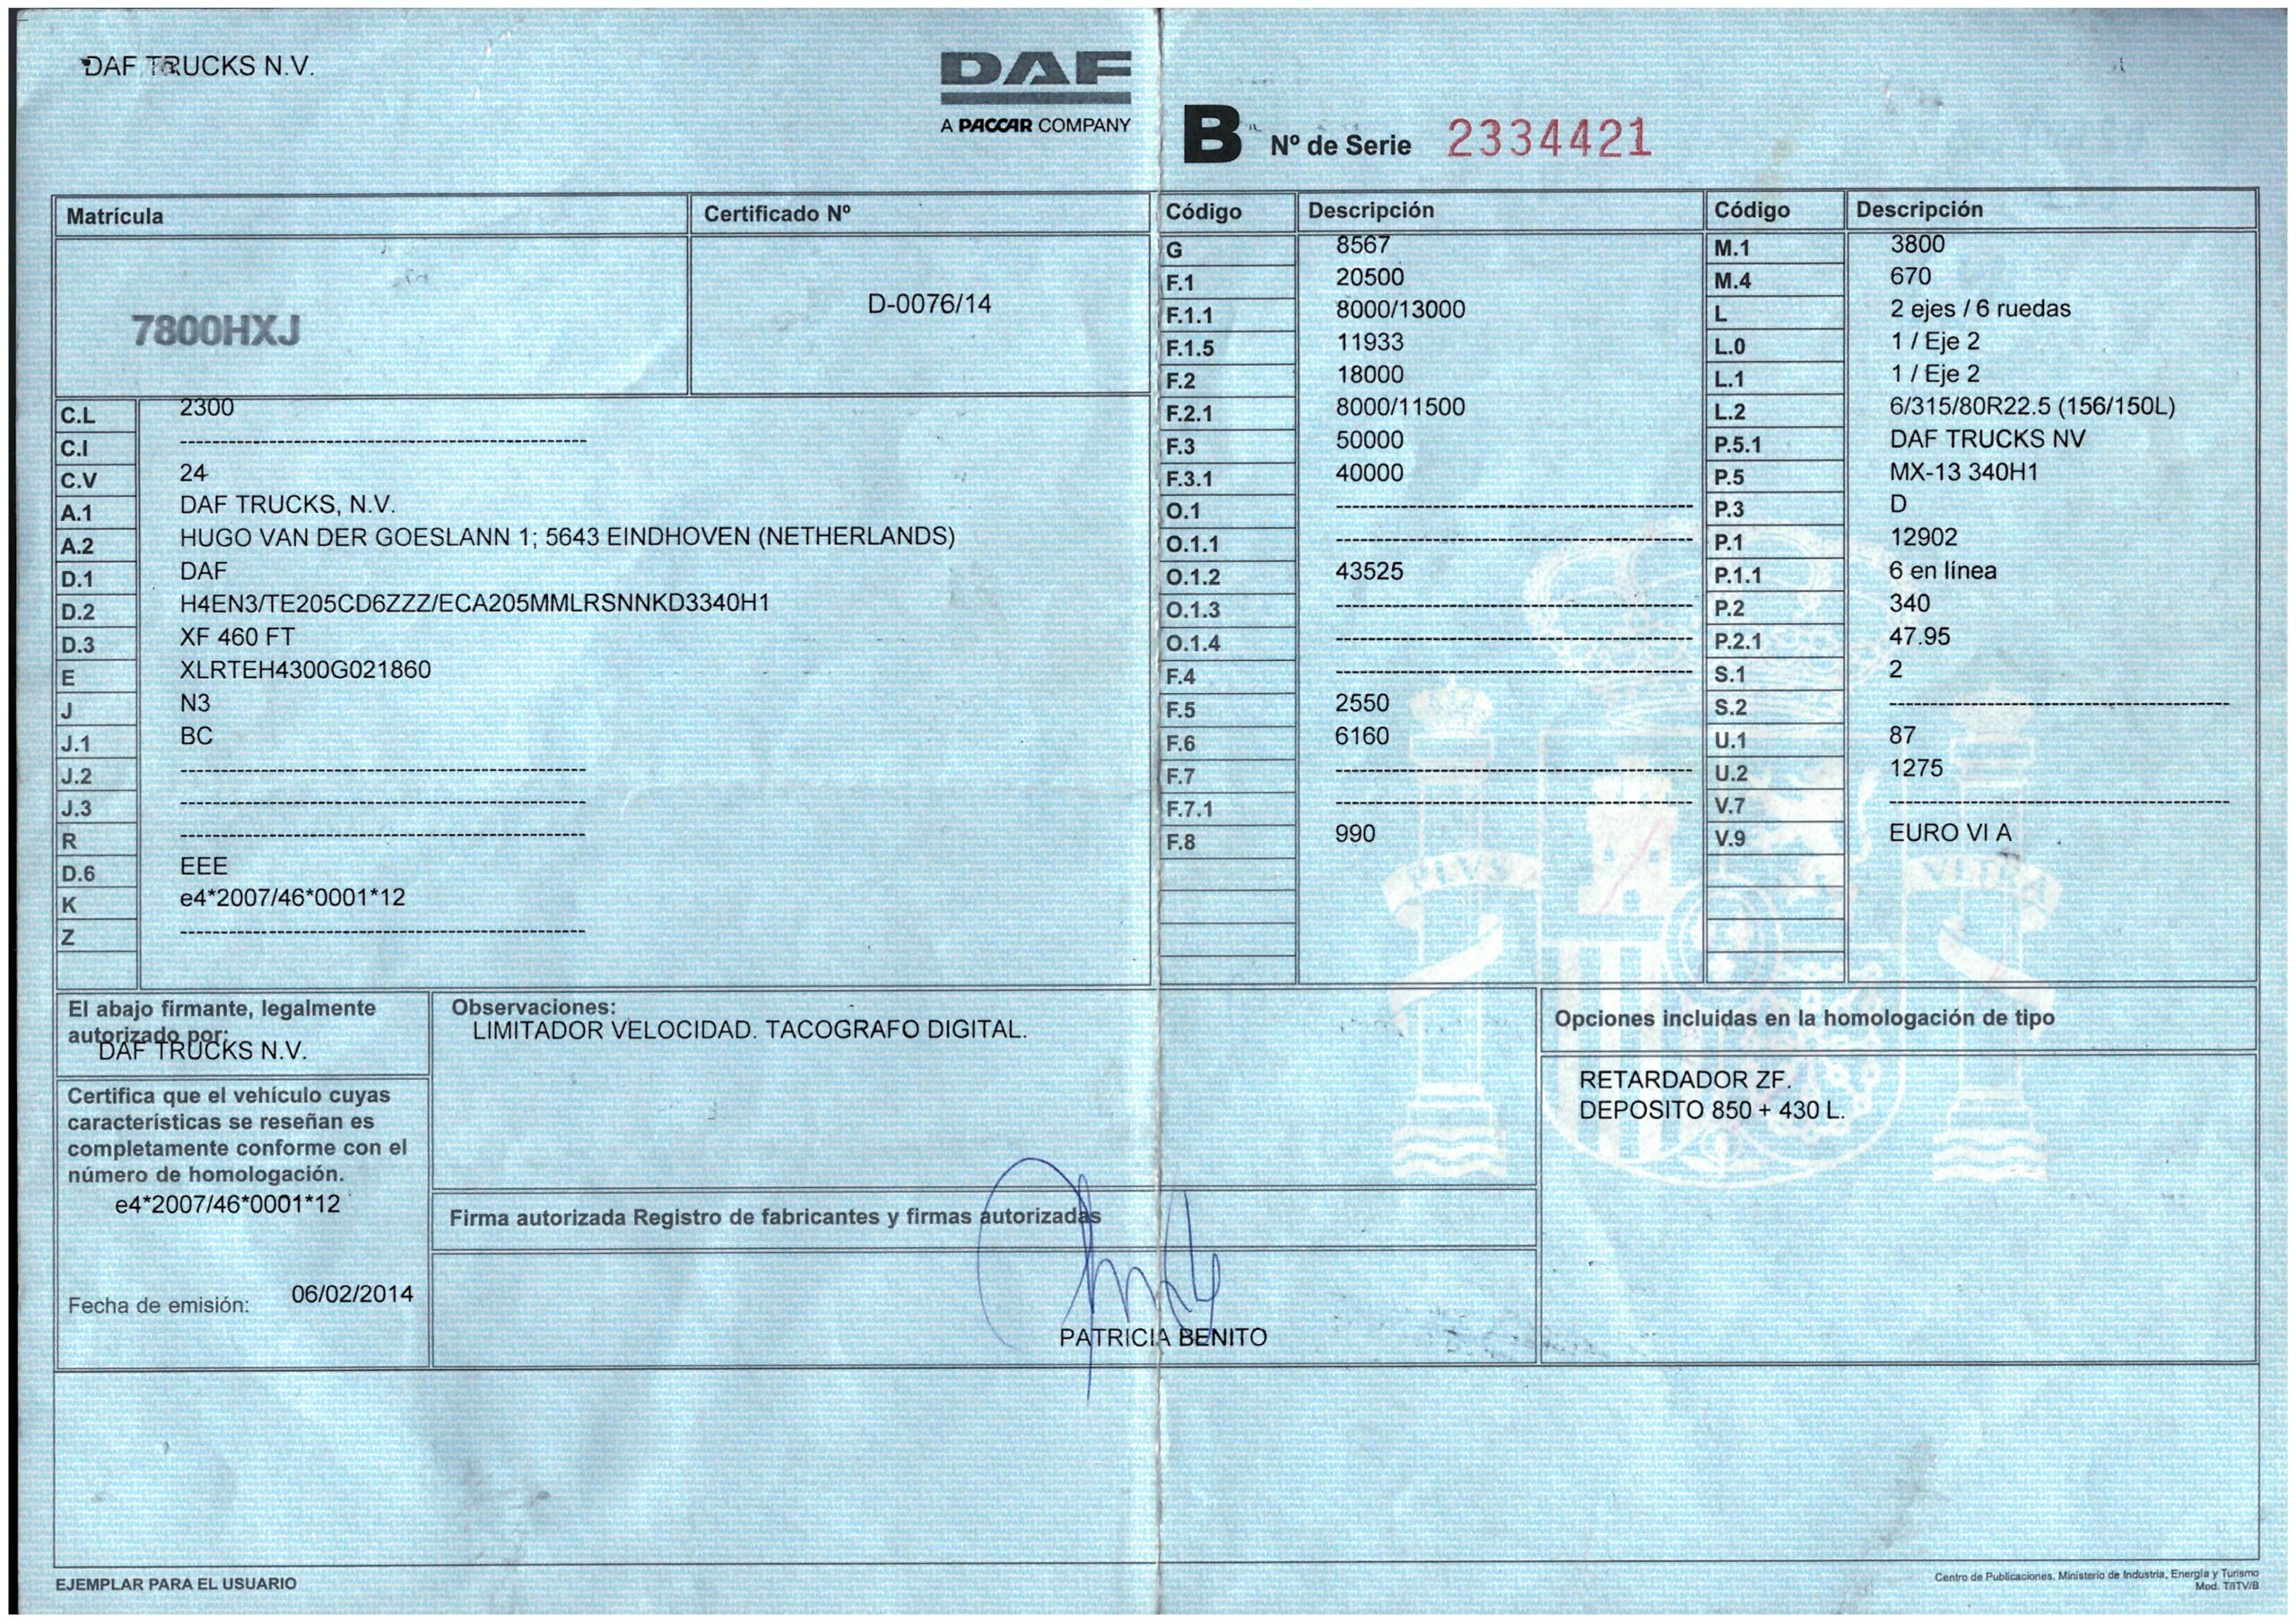 DAF TRUCKS N.V.
DAF
A PACCAR COMPANY
B Nº de Serie 2334421
Matrícula
Certificado Nº
7800HXJ
D-0076/14
C.L 2300
C.I ----------
C.V 24
A.1 DAF TRUCKS, N.V.
A.2 HUGO VAN DER GOESLANN 1; 5643 EINDHOVEN (NETHERLANDS)
D.1 DAF
D.2 H4EN3/TE205CD6ZZZ/ECA205MMLRSNNKD3340H1
D.3 XF 460 FT
E XLRTEH4300G021860
J N3
J.1 BC
J.2 ----------
J.3 ----------
R ----------
D.6 EEE
K e4*2007/46*0001*12
Z ----------
Código Descripción
G 8567
F.1 20500
F.1.1 8000/13000
F.1.5 11933
F.2 18000
F.2.1 8000/11500
F.3 50000
F.3.1 40000
O.1 ----------
O.1.1 ----------
O.1.2 43525
O.1.3 ----------
O.1.4 ----------
F.4 ----------
F.5 2550
F.6 6160
F.7 ----------
F.7.1 ----------
F.8 990
Código Descripción
M.1 3800
M.4 670
L 2 ejes / 6 ruedas
L.0 1 / Eje 2
L.1 1 / Eje 2
L.2 6/315/80R22.5 (156/150L)
P.5.1 DAF TRUCKS NV
P.5 MX-13 340H1
P.3 D
P.1 12902
P.1.1 6 en línea
P.2 340
P.2.1 47.95
S.1 2
S.2 ----------
U.1 87
U.2 1275
V.7 ----------
V.9 EURO VI A
El abajo firmante, legalmente
autorizado por:
DAF TRUCKS N.V.
Certifica que el vehículo cuyas
características se reseñan es
completamente conforme con el
número de homologación.
e4*2007/46*0001*12
Fecha de emisión: 06/02/2014
Observaciones:
LIMITADOR VELOCIDAD. TACOGRAFO DIGITAL.
Firma autorizada Registro de fabricantes y firmas autorizadas
PATRICIA BENITO
Opciones incluidas en la homologación de tipo
RETARDADOR ZF.
DEPOSITO 850 + 430 L.
EJEMPLAR PARA EL USUARIO
Centro de Publicaciones. Ministerio de Industria, Energía y Turismo
Mod. T/ITV/B